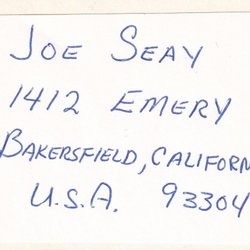 JOE SEAY
1412 EMERY
BAKERSFIELD, CALIFORN
U.S.A. 93304